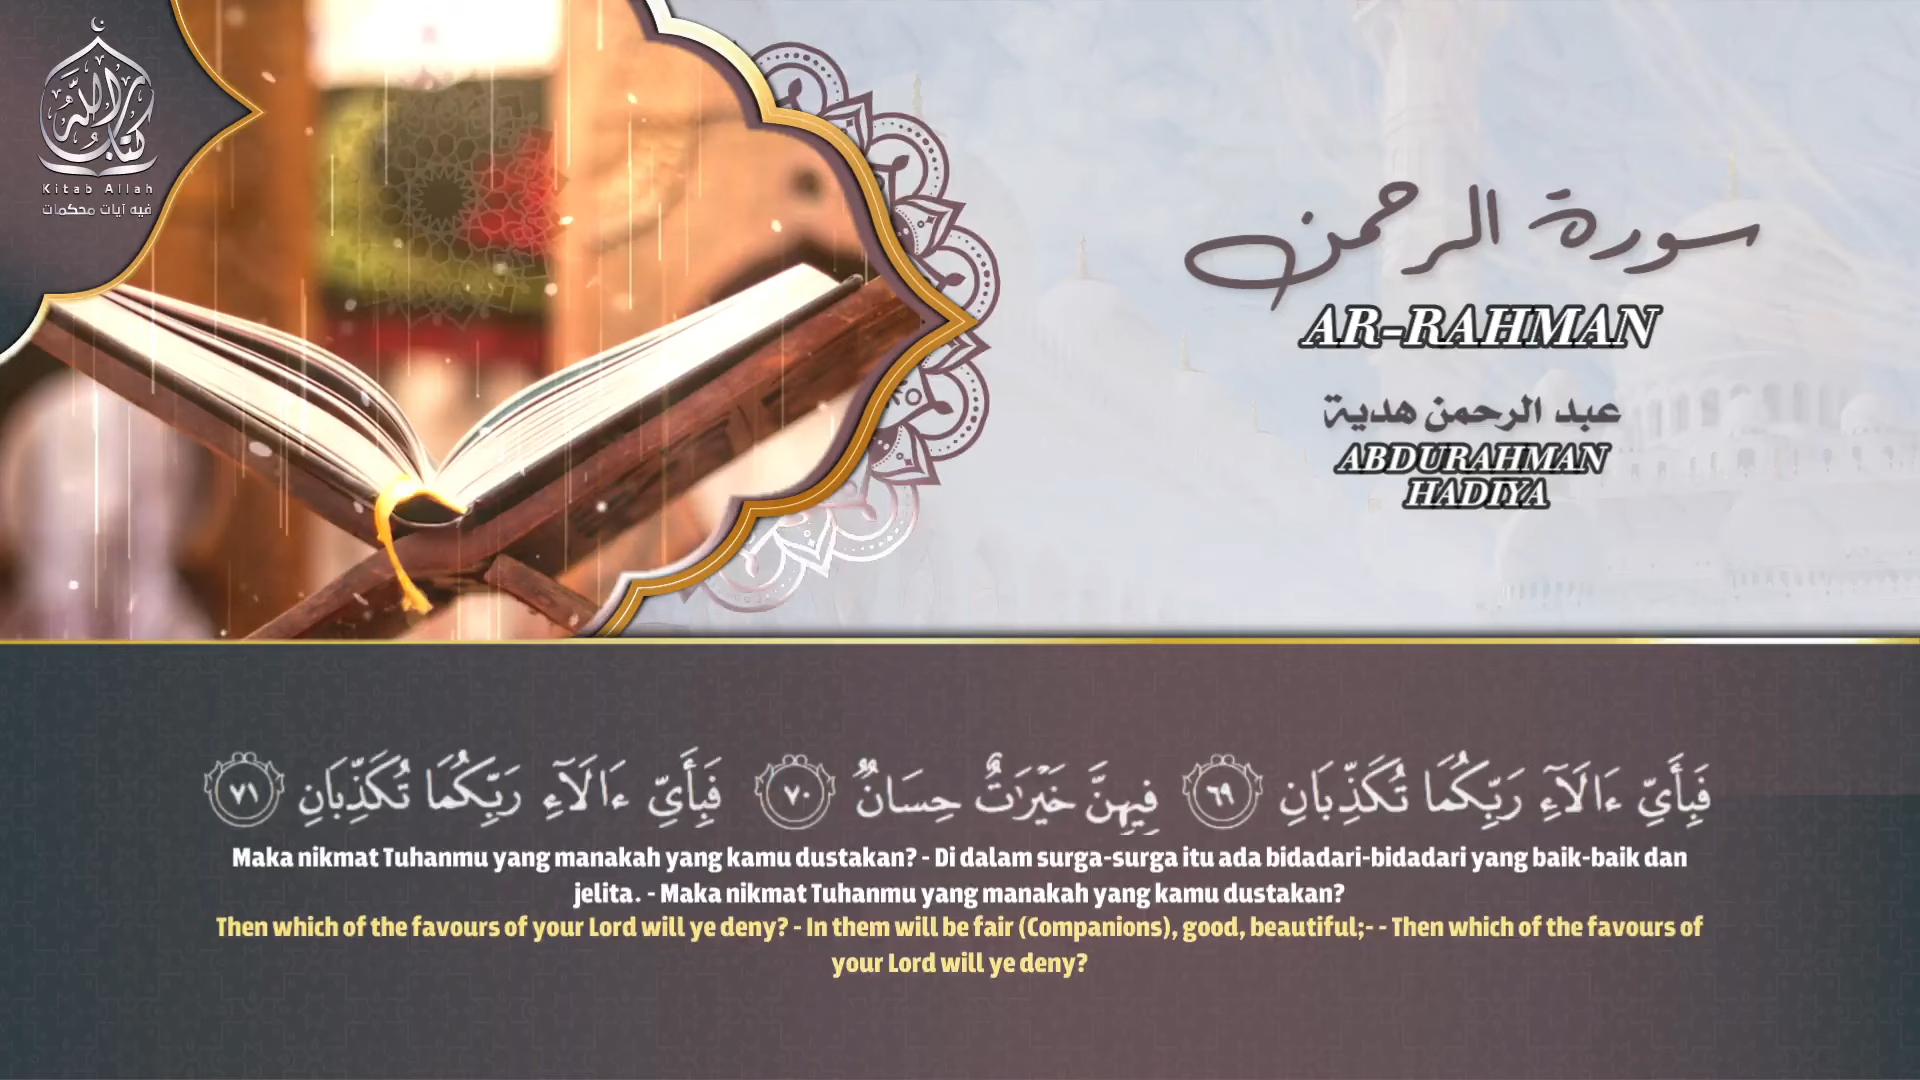 كتاب الله
Kitab Allah
فيه آيات محكمات
سورة الرحمن
AR-RAHMAN
عبد الرحمن هدية
ABDURAHMAN
HADIYA
فَبِأَيِّ ءَالَآءِ رَبِّكُمَا تُكَذِّبَانِ ٦٩ فِيهِنَّ خَيْرَٰتٌ حِسَانٌ ٧٠ فَبِأَيِّ ءَالَآءِ رَبِّكُمَا تُكَذِّبَانِ ٧١
Maka nikmat Tuhanmu yang manakah yang kamu dustakan? - Di dalam surga-surga itu ada bidadari-bidadari yang baik-baik dan
jelita. - Maka nikmat Tuhanmu yang manakah yang kamu dustakan?
Then which of the favours of your Lord will ye deny? - In them will be fair (Companions), good, beautiful;- - Then which of the favours of
your Lord will ye deny?